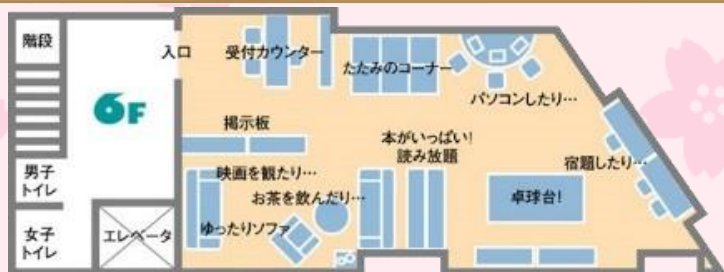 階段
6F
男子
トイレ
女子
トイレ
エレベータ
入口
受付カウンター
たたみのコーナー
パソコンしたり…
掲示板
本がいっぱい!
読み放題
宿題したり…
映画を観たり…
お茶を飲んだり…
ゆったりソファ
卓球台!